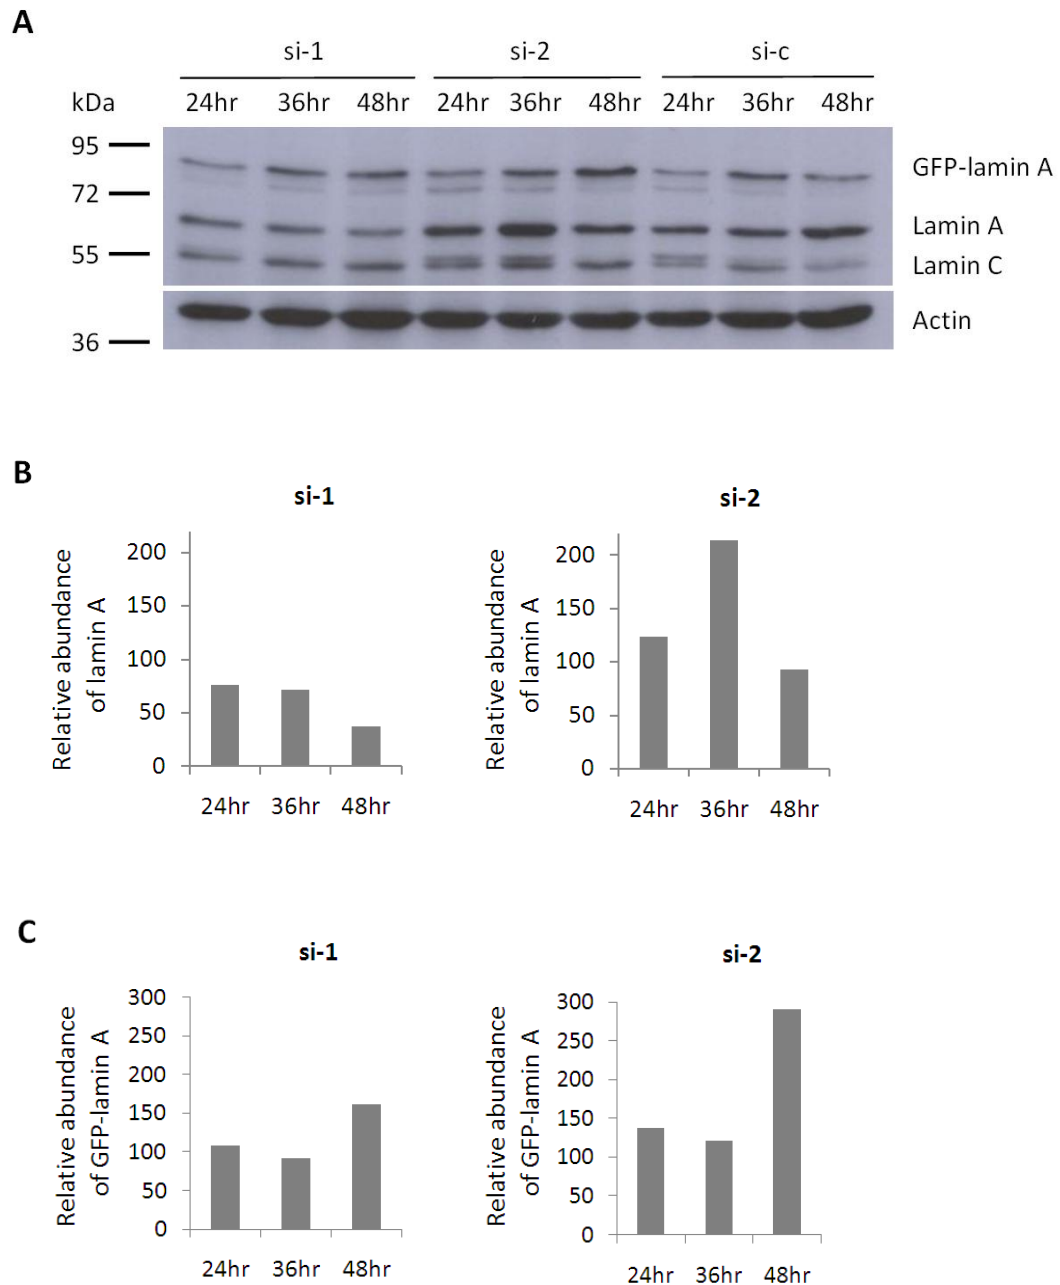 A
si-1 si-2 si-c
kDa 24hr 36hr 48hr 24hr 36hr 48hr 24hr 36hr 48hr
95
GFP-lamin A
72
Lamin A
55
Lamin C
Actin
36
B
si-1
Relative abundance
of lamin A
200
150
100
50
0
24hr 36hr 48hr
si-2
Relative abundance
of lamin A
200
150
100
50
0
24hr 36hr 48hr
C
si-1
Relative abundance
of GFP-lamin A
300
250
200
150
100
50
0
24hr 36hr 48hr
si-2
Relative abundance
of GFP-lamin A
300
250
200
150
100
50
0
24hr 36hr 48hr